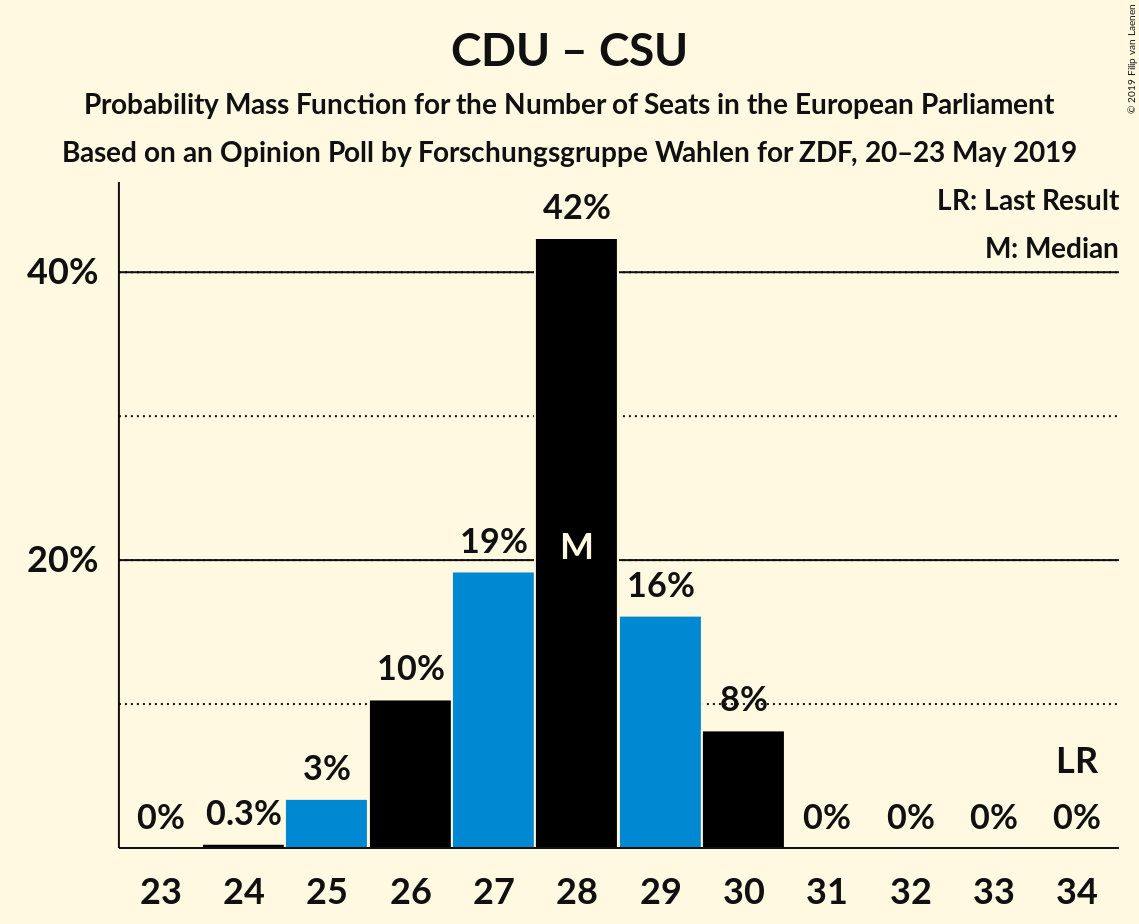 CDU – CSU
Probability Mass Function for the Number of Seats in the European Parliament
Based on an Opinion Poll by Forschungsgruppe Wahlen for ZDF, 20–23 May 2019
© 2019 Filip van Laenen
LR: Last Result
M: Median
40%
20%
0%
0.3%
3%
10%
19%
42%
M
16%
8%
0%
0%
0%
LR
0%
23 24 25 26 27 28 29 30 31 32 33 34